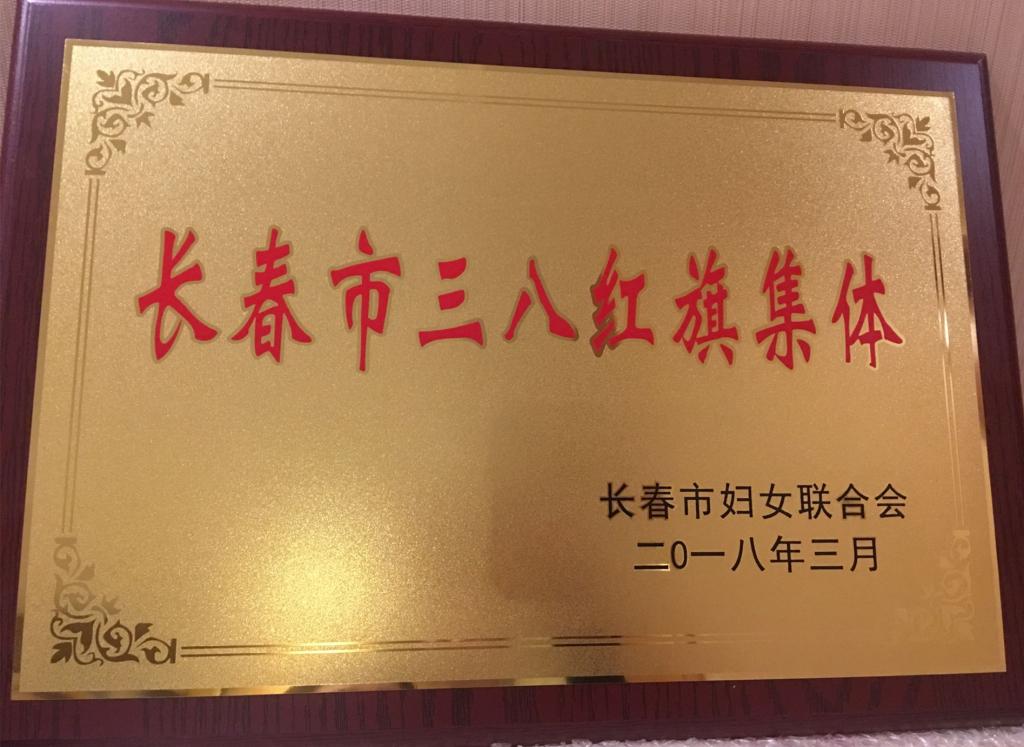 长春市三八红旗集体
长春市妇女联合会
二0一八年三月